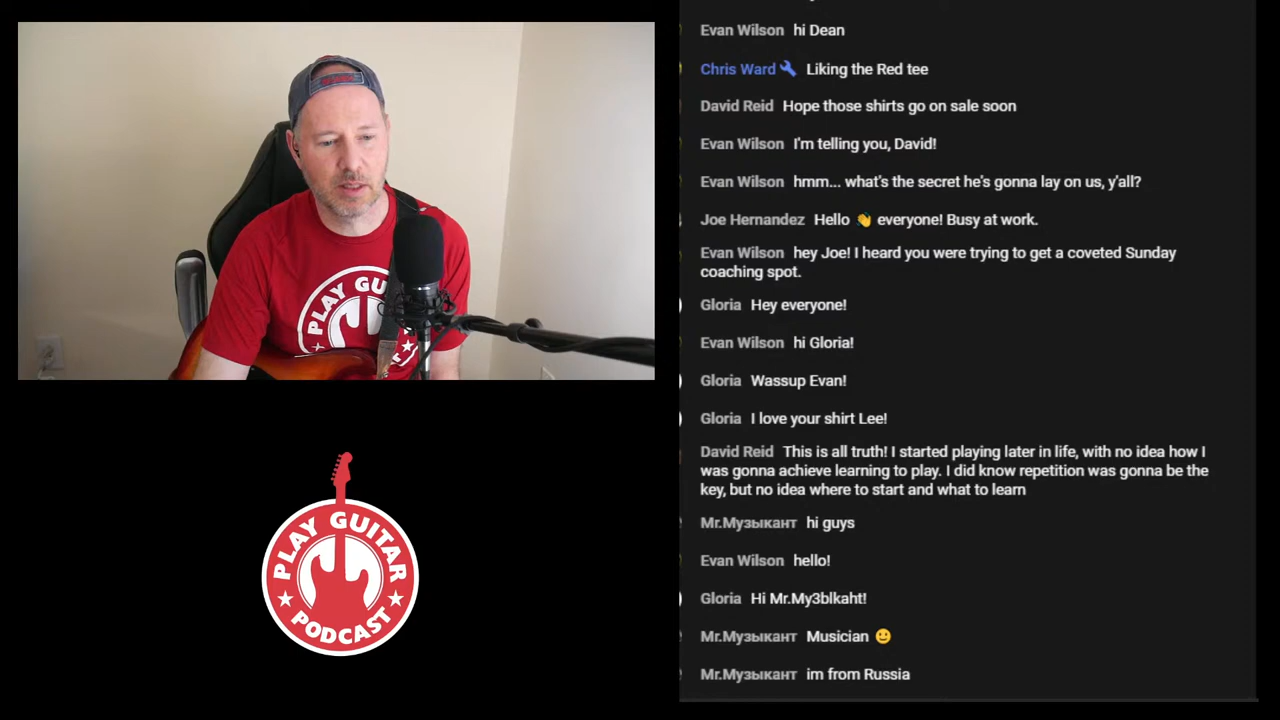 PLAY GU
Evan Wilson hi Dean
Chris Ward Liking the Red tee
David Reid Hope those shirts go on sale soon
Evan Wilson I'm telling you, David!
Evan Wilson hmm... what's the secret he's gonna lay on us, y'all?
Joe Hernandez Hello 👋 everyone! Busy at work.
Evan Wilson hey Joe! I heard you were trying to get a coveted Sunday
coaching spot.
Gloria Hey everyone!
Evan Wilson hi Gloria!
Gloria Wassup Evan!
Gloria I love your shirt Lee!
David Reid This is all truth! I started playing later in life, with no idea how I
was gonna achieve learning to play. I did know repetition was gonna be the
key, but no idea where to start and what to learn
Mr.Музыкант hi guys
Evan Wilson hello!
Gloria Hi Mr.My3blkaht!
Mr.Музыкант Musician 🙂
Mr.Музыкант im from Russia
PLAY GUITAR
PODCAST